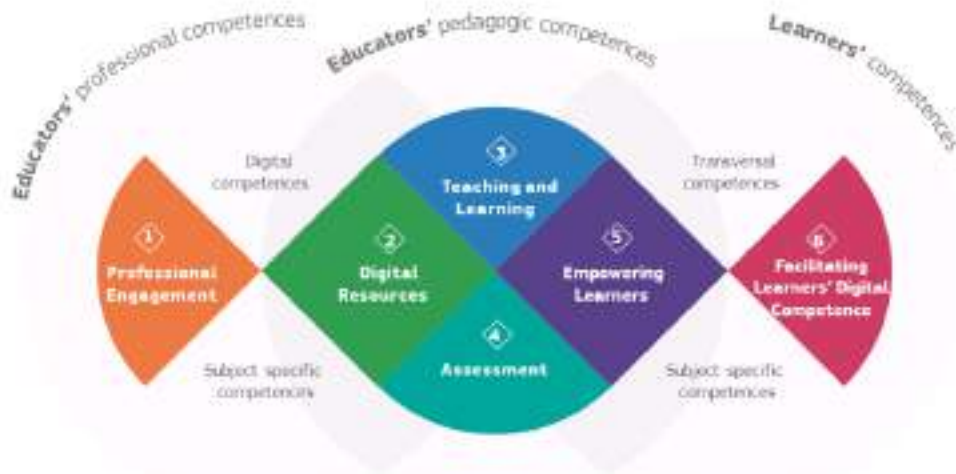 Educators' professional competences
Educators' pedagogic competences
Learners' competences
Digital
competences
Transversal
competences
1
Professional
Engagement
2
Digital
Resources
3
Teaching and
Learning
4
Assessment
5
Empowering
Learners
6
Facilitating
Learners' Digital
Competence
Subject specific
competences
Subject specific
competences